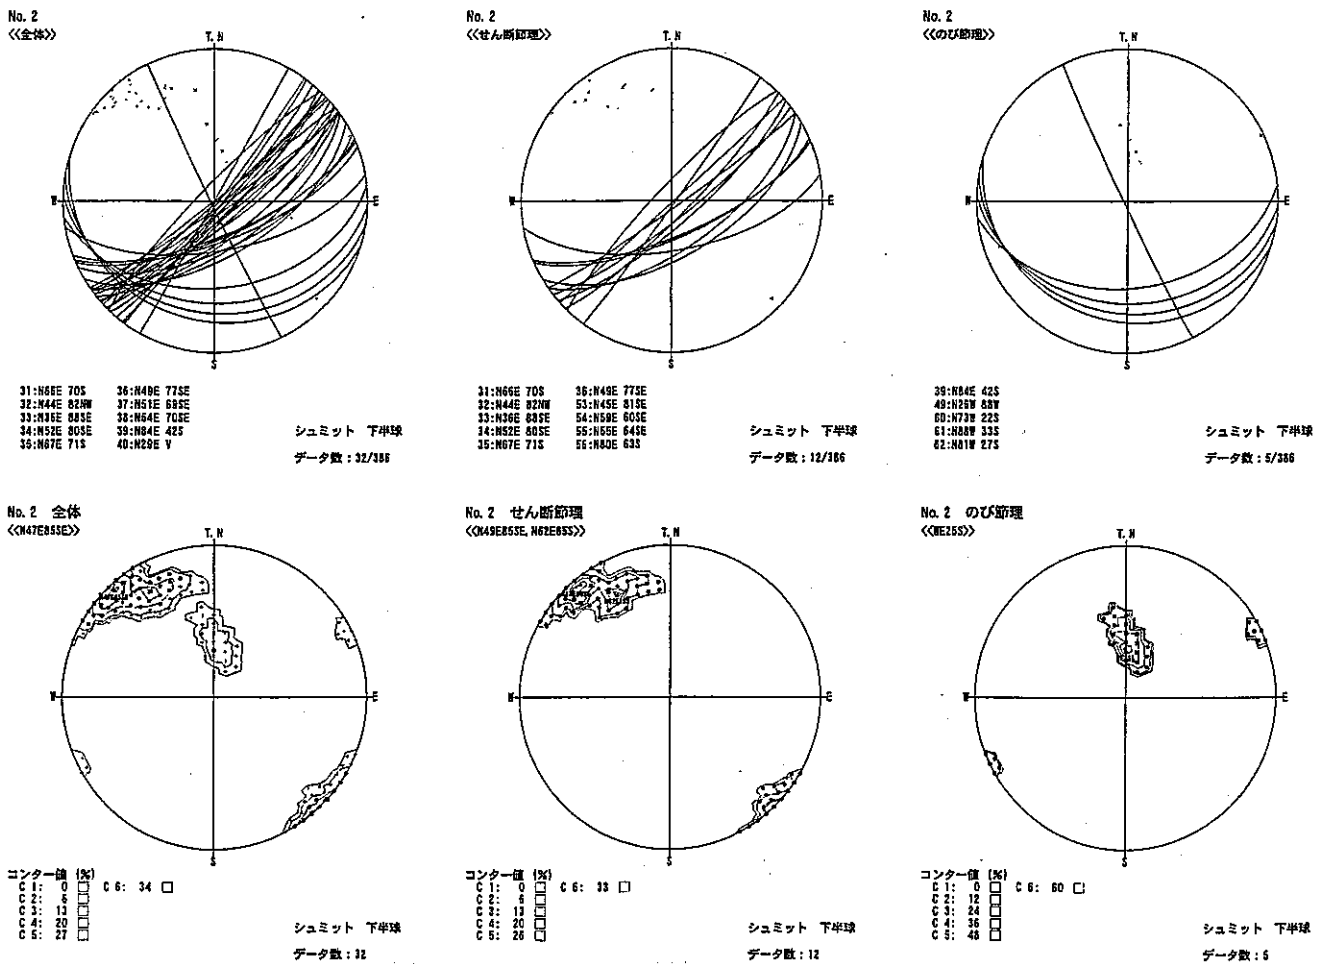 No. 2
<<全体>>
T. N
W
E
S
31:N66E 70S 36:N49E 77SE
32:N44E 82NW 37:N51E 69SE
33:N36E 88SE 38:N64E 70SE
34:N52E 80SE 39:N84E 42S
35:N67E 71S 40:N29E V
シュミット 下半球
データ数：32/386
No. 2
<<せん断節理>>
T. N
W
E
S
31:N66E 70S 36:N49E 77SE
32:N44E 82NW 53:N45E 81SE
33:N36E 88SE 54:N59E 60SE
34:N52E 80SE 55:N55E 64SE
35:N67E 71S 56:N80E 63S
シュミット 下半球
データ数：12/386
No. 2
<<のび節理>>
T. N
W
E
S
39:N84E 42S
49:N26W 88W
60:N73W 22S
61:N88W 33S
62:N81W 27S
シュミット 下半球
データ数：5/386
No. 2 全体
<<N47E85SE>>
T. N
W
E
S
コンター値 (%)
C 1: 0 C 6: 34
C 2: 6
C 3: 13
C 4: 20
C 5: 27
シュミット 下半球
データ数：32
No. 2 せん断節理
<<N49E85SE, N62E65S>>
T. N
W
E
S
コンター値 (%)
C 1: 0 C 6: 33
C 2: 6
C 3: 13
C 4: 20
C 5: 26
シュミット 下半球
データ数：12
No. 2 のび節理
<<WE25S>>
T. N
W
E
S
コンター値 (%)
C 1: 0 C 6: 60
C 2: 12
C 3: 24
C 4: 36
C 5: 48
シュミット 下半球
データ数：5